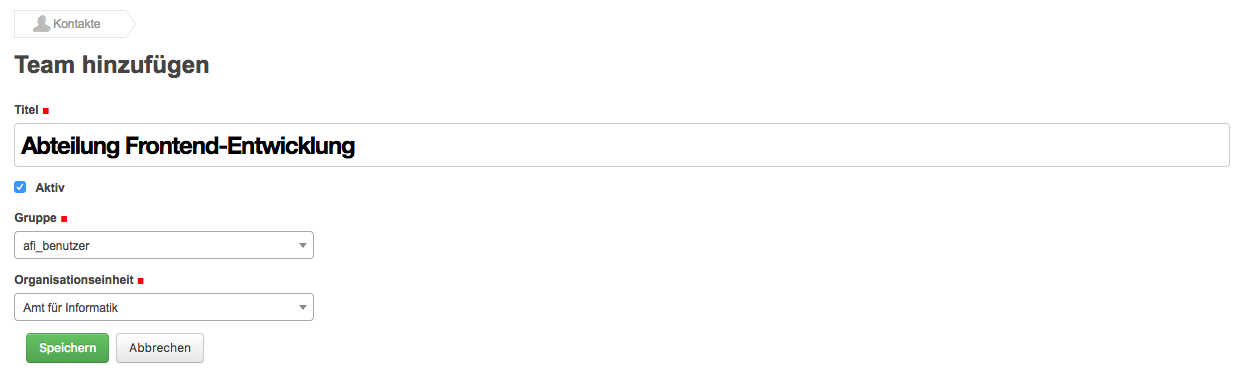 Kontakte
Team hinzufügen
Titel
Abteilung Frontend-Entwicklung
Aktiv
Gruppe
afi_benutzer
Organisationseinheit
Amt für Informatik
Speichern Abbrechen